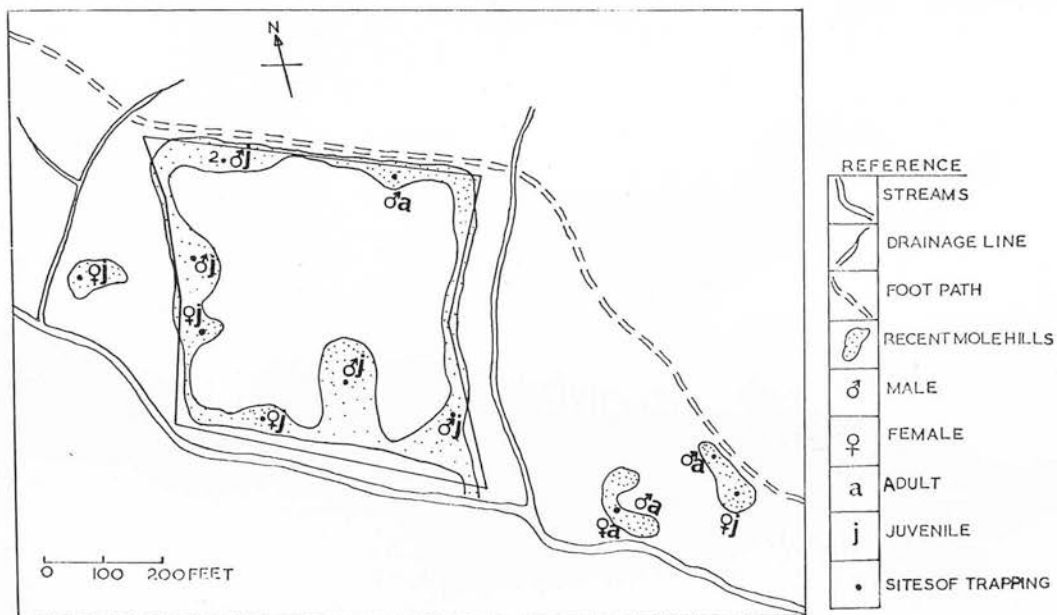 N
2.♂j
♂a
♂j
♀j
♀j
♂j
♀j
♂j
♂a
♂a
♀a
♀j
0 100 200 FEET
REFERENCE
STREAMS
DRAINAGE LINE
FOOT PATH
RECENT MOLE HILLS
♂ MALE
♀ FEMALE
a ADULT
j JUVENILE
SITES OF TRAPPING